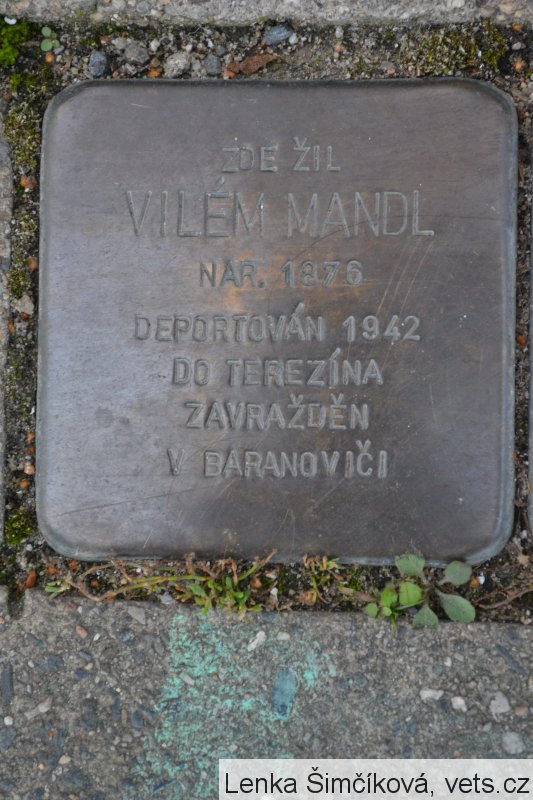 ZDE ŽIL
VILÉM MANDL
NAR. 1876
DEPORTOVÁN 1942
DO TEREZÍNA
ZAVRAŽDĚN
V BARANOVIČI
Lenka Šimčíková, vets.cz